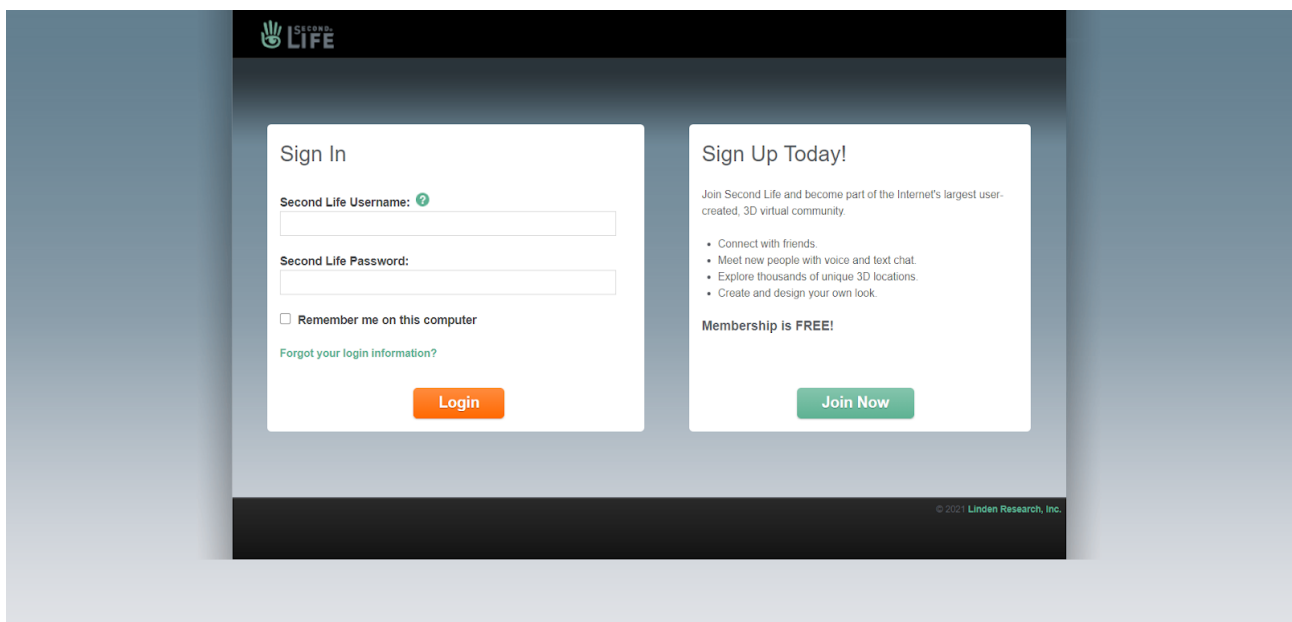 SECOND
LIFE
Sign In
Second Life Username: ?
Second Life Password:
Remember me on this computer
Forgot your login information?
Login
Sign Up Today!
Join Second Life and become part of the Internet's largest user-
created, 3D virtual community.
• Connect with friends.
• Meet new people with voice and text chat.
• Explore thousands of unique 3D locations.
• Create and design your own look.
Membership is FREE!
Join Now
© 2021 Linden Research, Inc.